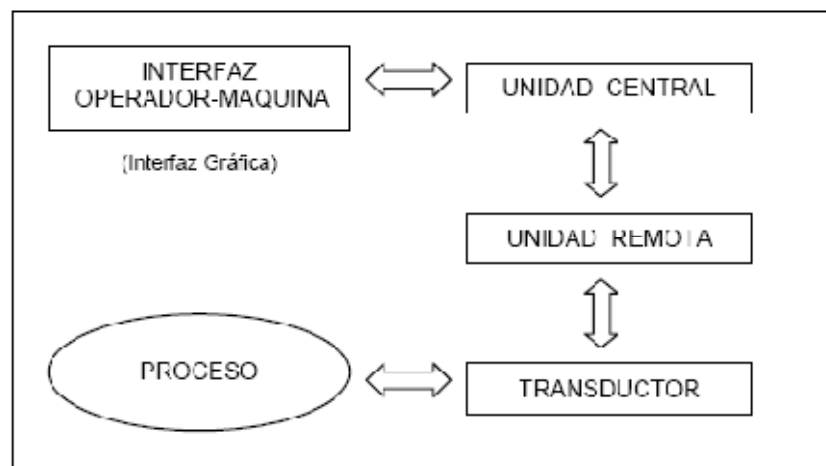 INTERFAZ
OPERADOR-MAQUINA
(Interfaz Gráfica)
UNIDAD CENTRAL
UNIDAD REMOTA
PROCESO
TRANSDUCTOR